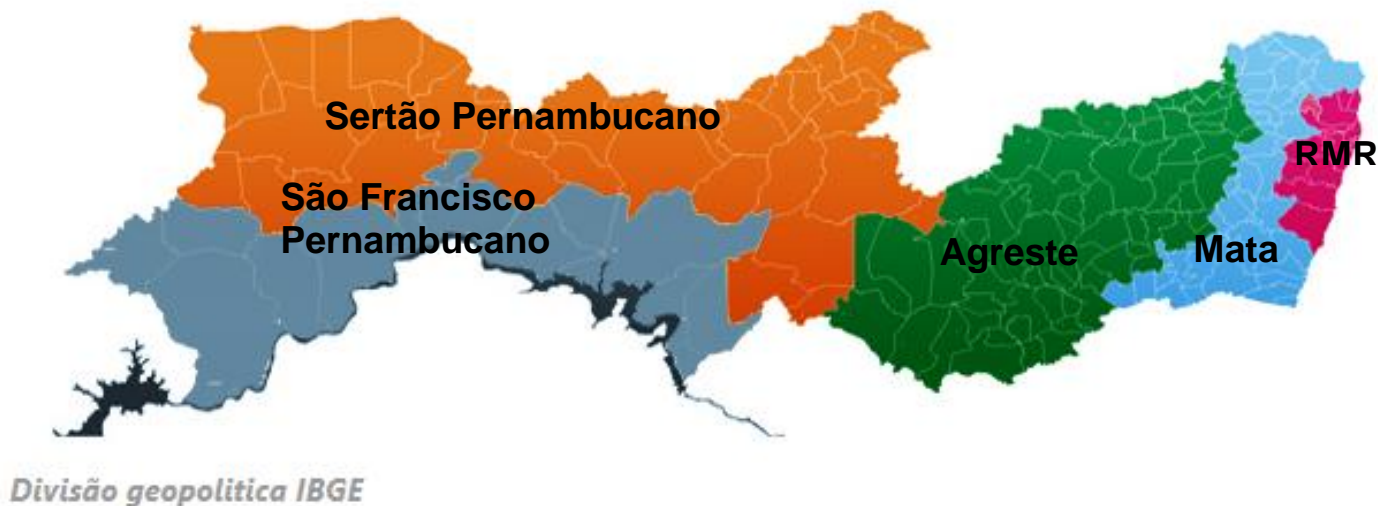 Sertão Pernambucano
RMR
São Francisco
Pernambucano
Agreste
Mata
Divisão geopolitica IBGE